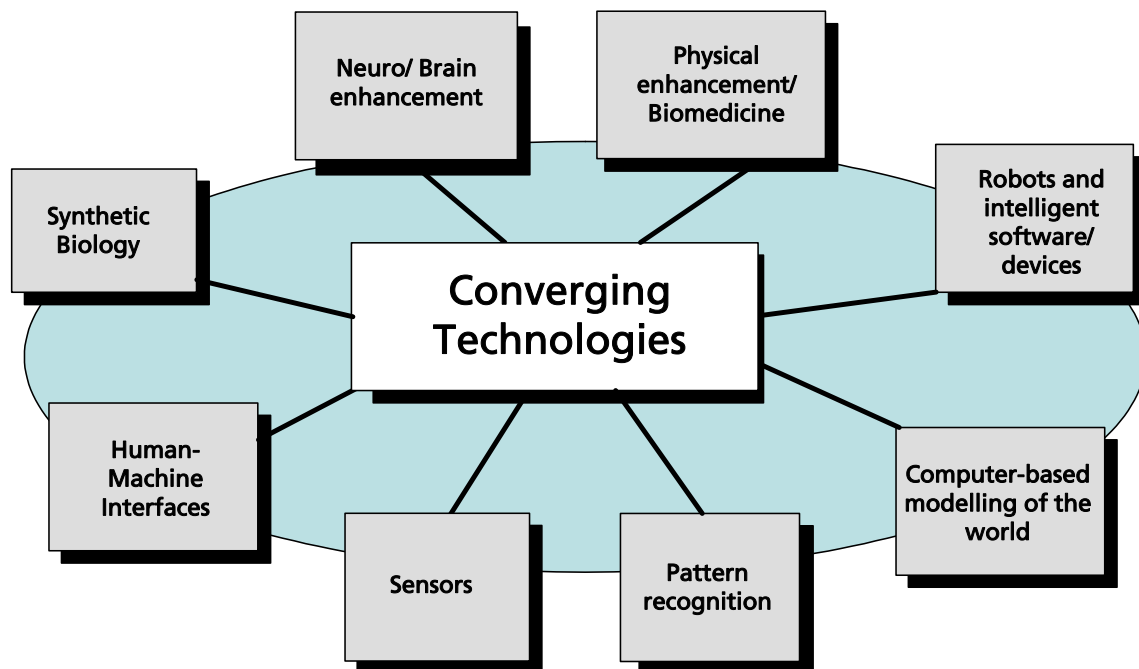 Neuro/ Brain
enhancement
Physical
enhancement/
Biomedicine
Robots and
intelligent
software/
devices
Synthetic
Biology
Converging
Technologies
Human-
Machine
Interfaces
Computer-based
modelling of the
world
Sensors
Pattern
recognition